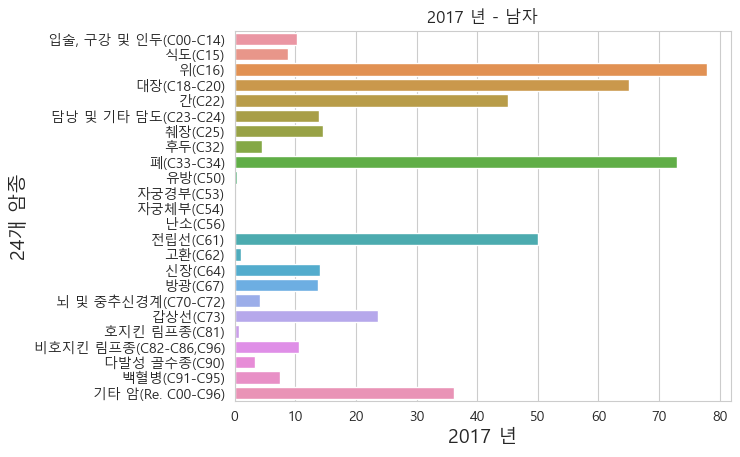 2017 년 - 남자
24개 암종
입술, 구강 및 인두(C00-C14)
식도(C15)
위(C16)
대장(C18-C20)
간(C22)
담낭 및 기타 담도(C23-C24)
췌장(C25)
후두(C32)
폐(C33-C34)
유방(C50)
자궁경부(C53)
자궁체부(C54)
난소(C56)
전립선(C61)
고환(C62)
신장(C64)
방광(C67)
뇌 및 중추신경계(C70-C72)
갑상선(C73)
호지킨 림프종(C81)
비호지킨 림프종(C82-C86,C96)
다발성 골수종(C90)
백혈병(C91-C95)
기타 암(Re. C00-C96)
0 10 20 30 40 50 60 70 80
2017 년